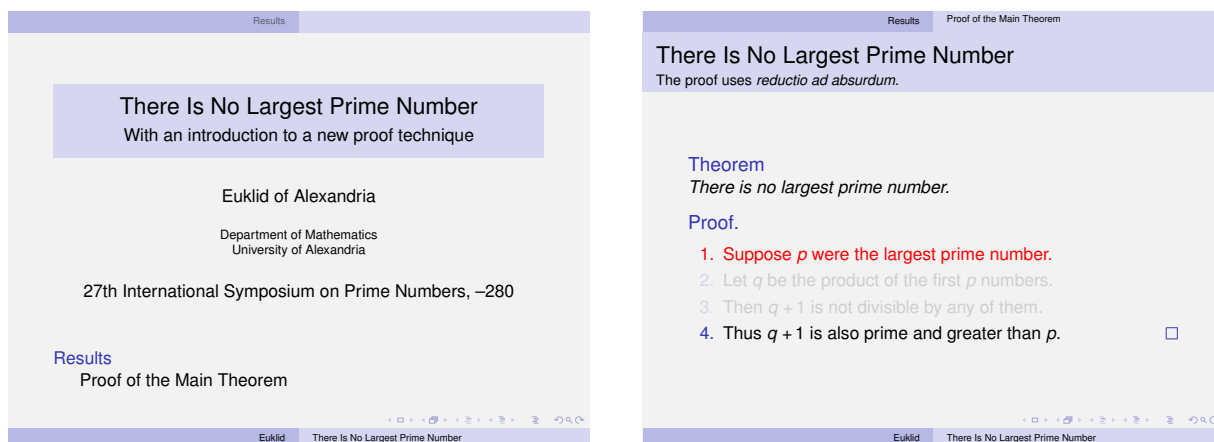 Results
There Is No Largest Prime Number
With an introduction to a new proof technique
Euklid of Alexandria
Department of Mathematics
University of Alexandria
27th International Symposium on Prime Numbers, –280
Results
Proof of the Main Theorem
Euklid There Is No Largest Prime Number
Results Proof of the Main Theorem
There Is No Largest Prime Number
The proof uses reductio ad absurdum.
Theorem
There is no largest prime number.
Proof.
1. Suppose p were the largest prime number.
2. Let q be the product of the first p numbers.
3. Then q + 1 is not divisible by any of them.
4. Thus q + 1 is also prime and greater than p.
Euklid There Is No Largest Prime Number